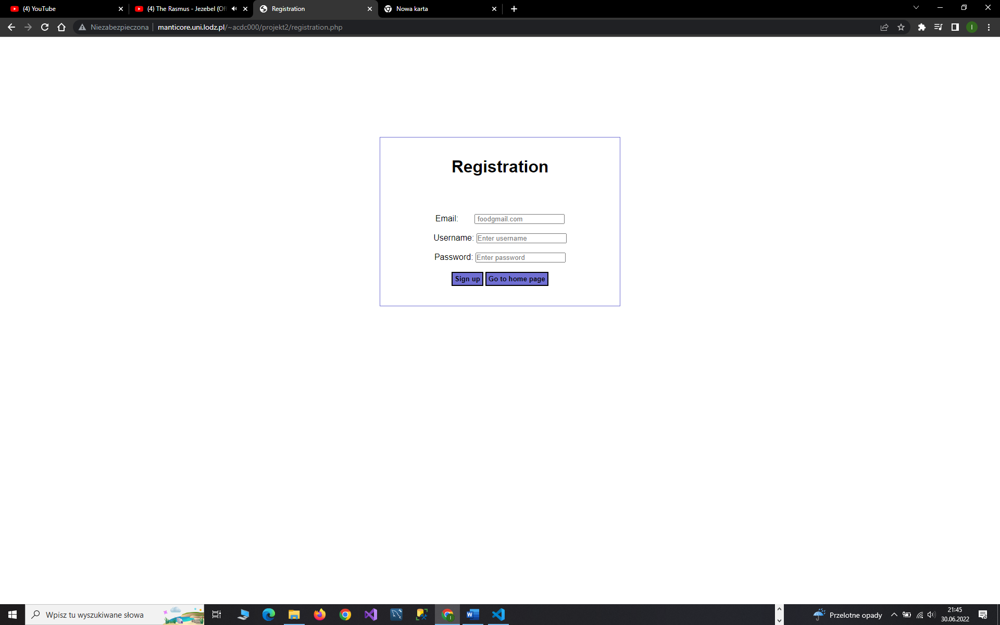 (4) YouTube
(4) The Rasmus - Jezebel (Of
Registration
Nowa karta
Niezabezpieczona
manticore.uni.lodz.pl/~acdc000/projekt2/registration.php
I
Registration
Email: foodgmail.com
Username: Enter username
Password: Enter password
Sign up Go to home page
Wpisz tu wyszukiwane słowa
Przelotne opady
21:45
30.06.2022